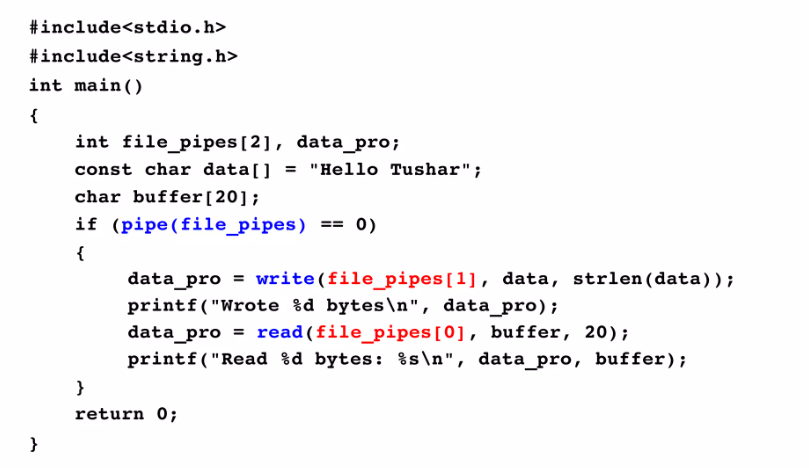 #include<stdio.h>
#include<string.h>
int main()
{
int file_pipes[2], data_pro;
const char data[] = "Hello Tushar";
char buffer[20];
if (pipe(file_pipes) == 0)
{
data_pro = write(file_pipes[1], data, strlen(data));
printf("Wrote %d bytes\n", data_pro);
data_pro = read(file_pipes[0], buffer, 20);
printf("Read %d bytes: %s\n", data_pro, buffer);
}
return 0;
}